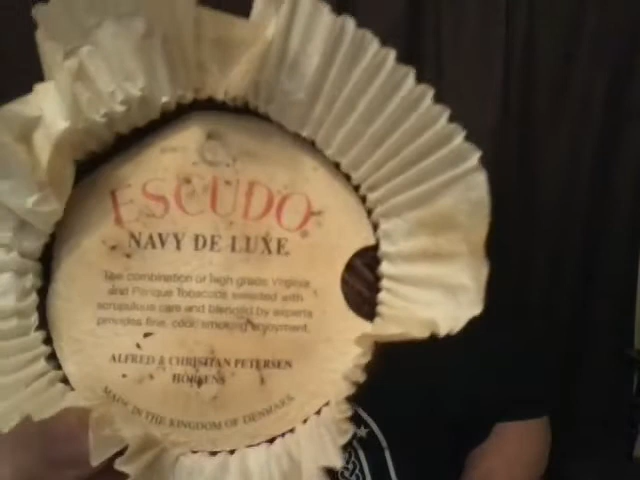 ESCUDO
NAVY DE LUXE
The combination of high grade Virginia
and Perique Tobaccos selected with
scrupulous care and blended by experts
provides fine, cool smoking enjoyment.
ALFRED & CHRISTIAN PETERSEN
HORSENS
MADE IN THE KINGDOM OF DENMARK